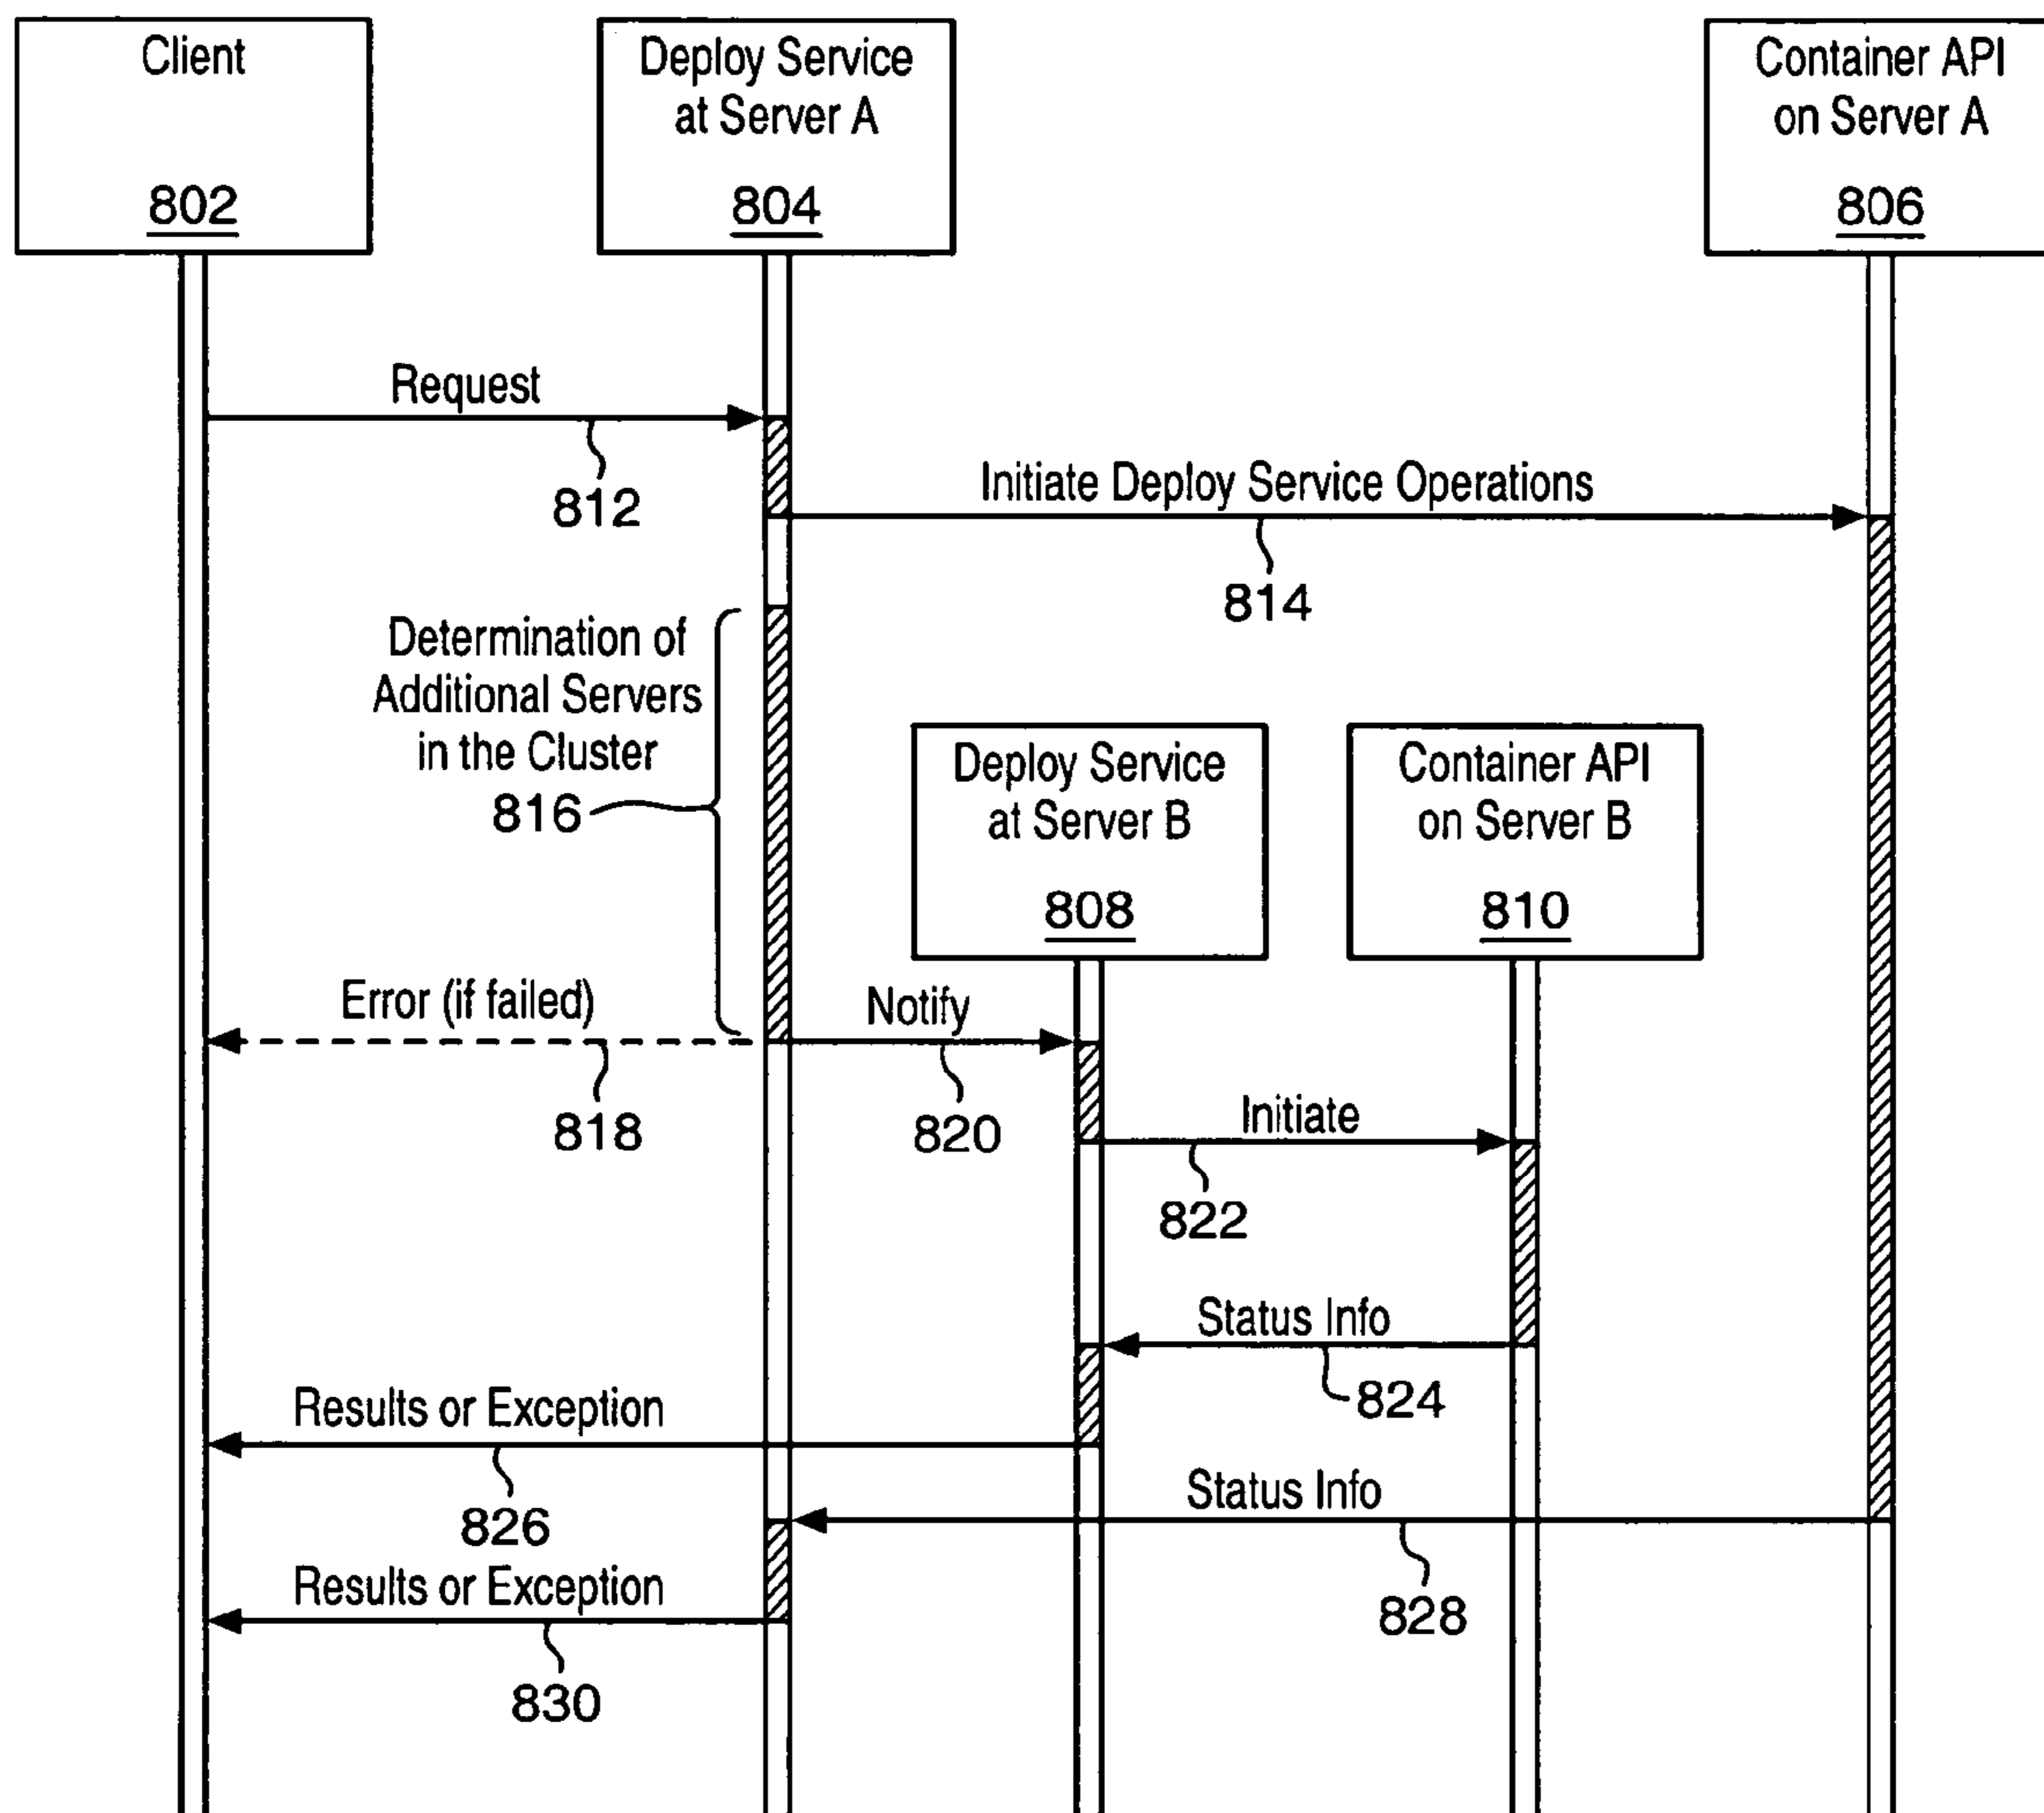 Client
802
Deploy Service
at Server A
804
Container API
on Server A
806
Request
812
Initiate Deploy Service Operations
814
Determination of
Additional Servers
in the Cluster
816
Deploy Service
at Server B
808
Container API
on Server B
810
Error (if failed)
818
Notify
820
Initiate
822
Status Info
824
Results or Exception
826
Status Info
828
Results or Exception
830